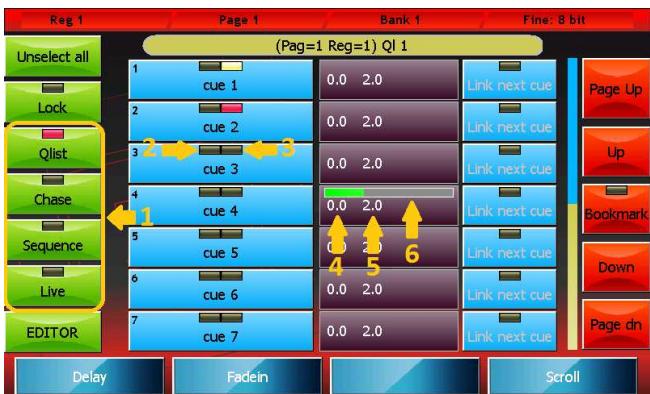 Reg 1 Page 1 Bank 1 Fine: 8 bit
Unselect all
(Pag=1 Reg=1) Ql 1
1 cue 1 0.0 2.0 Link next cue
Page Up
Lock
2 cue 2 0.0 2.0 Link next cue
Qlist
2 3
3 cue 3 0.0 2.0 Link next cue
Up
Chase
1
4 cue 4 0.0 2.0 Link next cue
Bookmark
Sequence
4 5 6
5 cue 5 Link next cue
Down
Live
6 cue 6 0.0 2.0 Link next cue
EDITOR
7 cue 7 0.0 2.0 Link next cue
Page dn
Delay Fadein Scroll